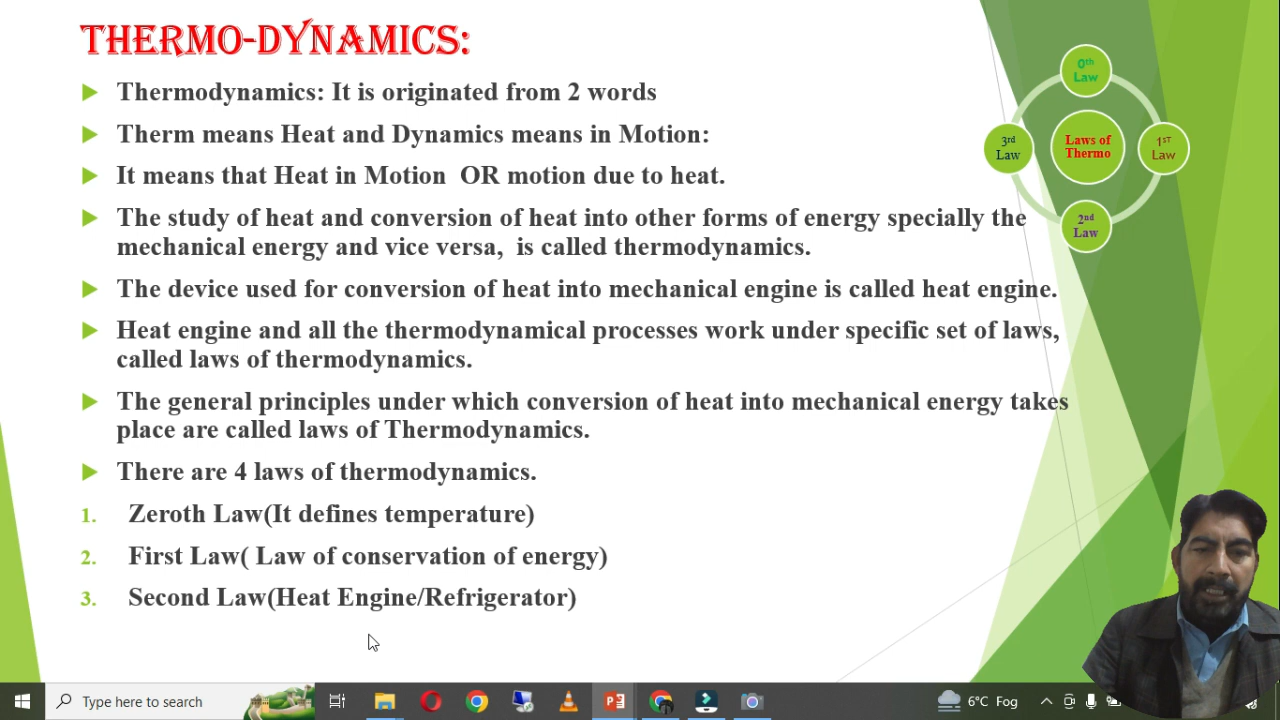 THERMO-DYNAMICS:
Thermodynamics: It is originated from 2 words
Therm means Heat and Dynamics means in Motion:
It means that Heat in Motion OR motion due to heat.
The study of heat and conversion of heat into other forms of energy specially the
mechanical energy and vice versa, is called thermodynamics.
The device used for conversion of heat into mechanical engine is called heat engine.
Heat engine and all the thermodynamical processes work under specific set of laws,
called laws of thermodynamics.
The general principles under which conversion of heat into mechanical energy takes
place are called laws of Thermodynamics.
There are 4 laws of thermodynamics.
1. Zeroth Law(It defines temperature)
2. First Law( Law of conservation of energy)
3. Second Law(Heat Engine/Refrigerator)
0th
Law
3rd
Law
Laws of
Thermo
1ST
Law
2nd
Law
Type here to search
6°C Fog